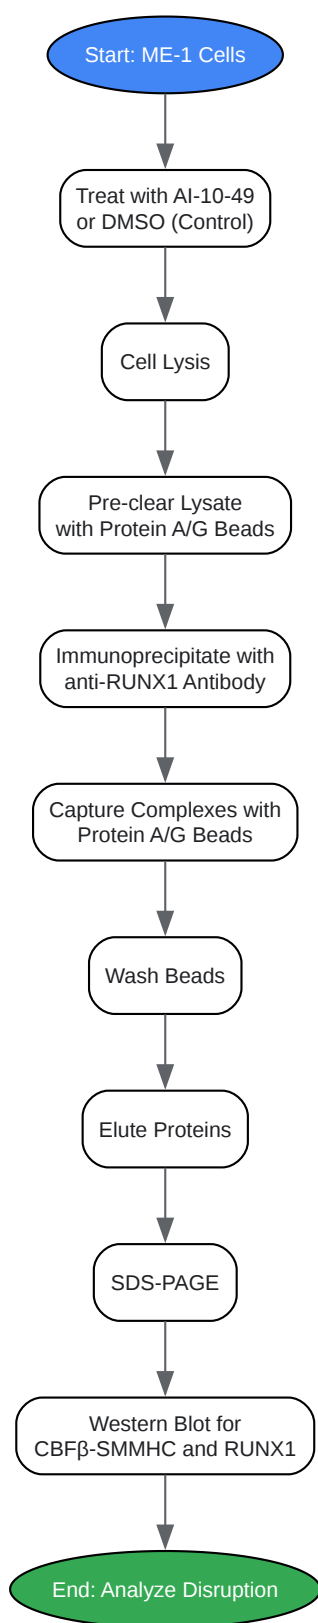 Start: ME-1 Cells
Treat with AI-10-49
or DMSO (Control)
Cell Lysis
Pre-clear Lysate
with Protein A/G Beads
Immunoprecipitate with
anti-RUNX1 Antibody
Capture Complexes with
Protein A/G Beads
Wash Beads
Elute Proteins
SDS-PAGE
Western Blot for
CBFβ-SMMHC and RUNX1
End: Analyze Disruption